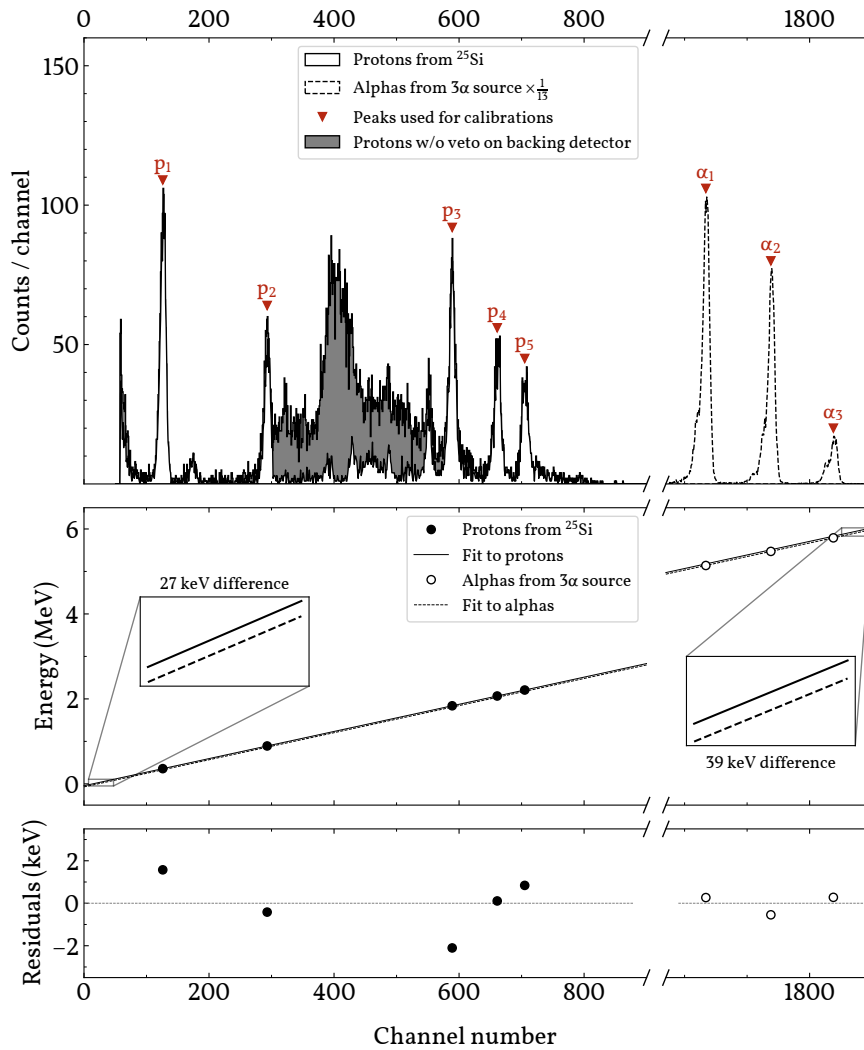 0 200 400 600 800 1800
150
100
50
Counts / channel
Protons from ²⁵Si
Alphas from 3α source × 1/13
Peaks used for calibrations
Protons w/o veto on backing detector
p₁
p₂
p₃
p₄
p₅
α₁
α₂
α₃
6
4
2
0
Energy (MeV)
Protons from ²⁵Si
Fit to protons
Alphas from 3α source
Fit to alphas
27 keV difference
39 keV difference
2
0
−2
Residuals (keV)
0 200 400 600 800 1800
Channel number